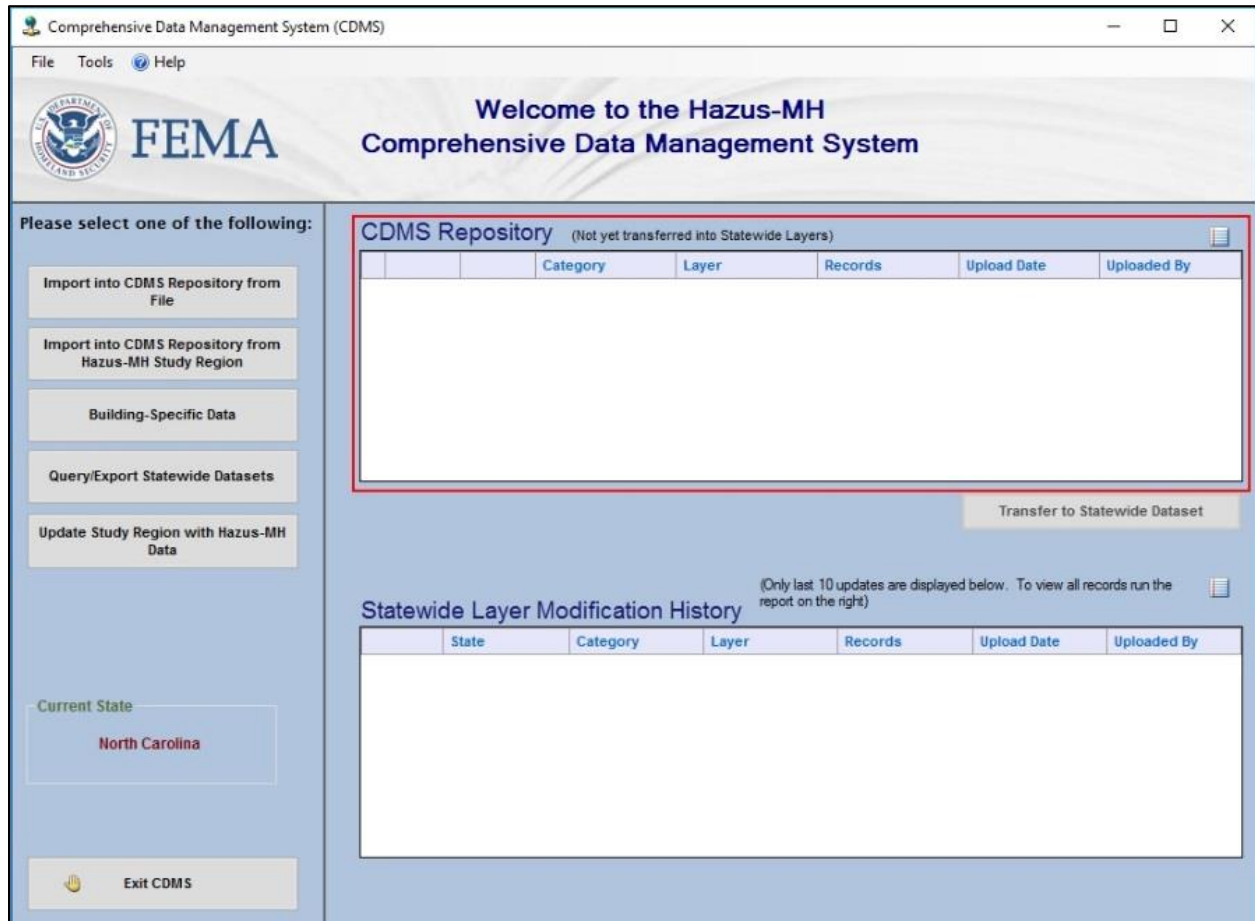 Comprehensive Data Management System (CDMS)
File Tools Help
FEMA
Welcome to the Hazus-MH
Comprehensive Data Management System
Please select one of the following:
Import into CDMS Repository from
File
Import into CDMS Repository from
Hazus-MH Study Region
Building-Specific Data
Query/Export Statewide Datasets
Update Study Region with Hazus-MH
Data
Current State
North Carolina
Exit CDMS
CDMS Repository (Not yet transferred into Statewide Layers)
Category Layer Records Upload Date Uploaded By
Transfer to Statewide Dataset
(Only last 10 updates are displayed below. To view all records run the
report on the right)
Statewide Layer Modification History
State Category Layer Records Upload Date Uploaded By